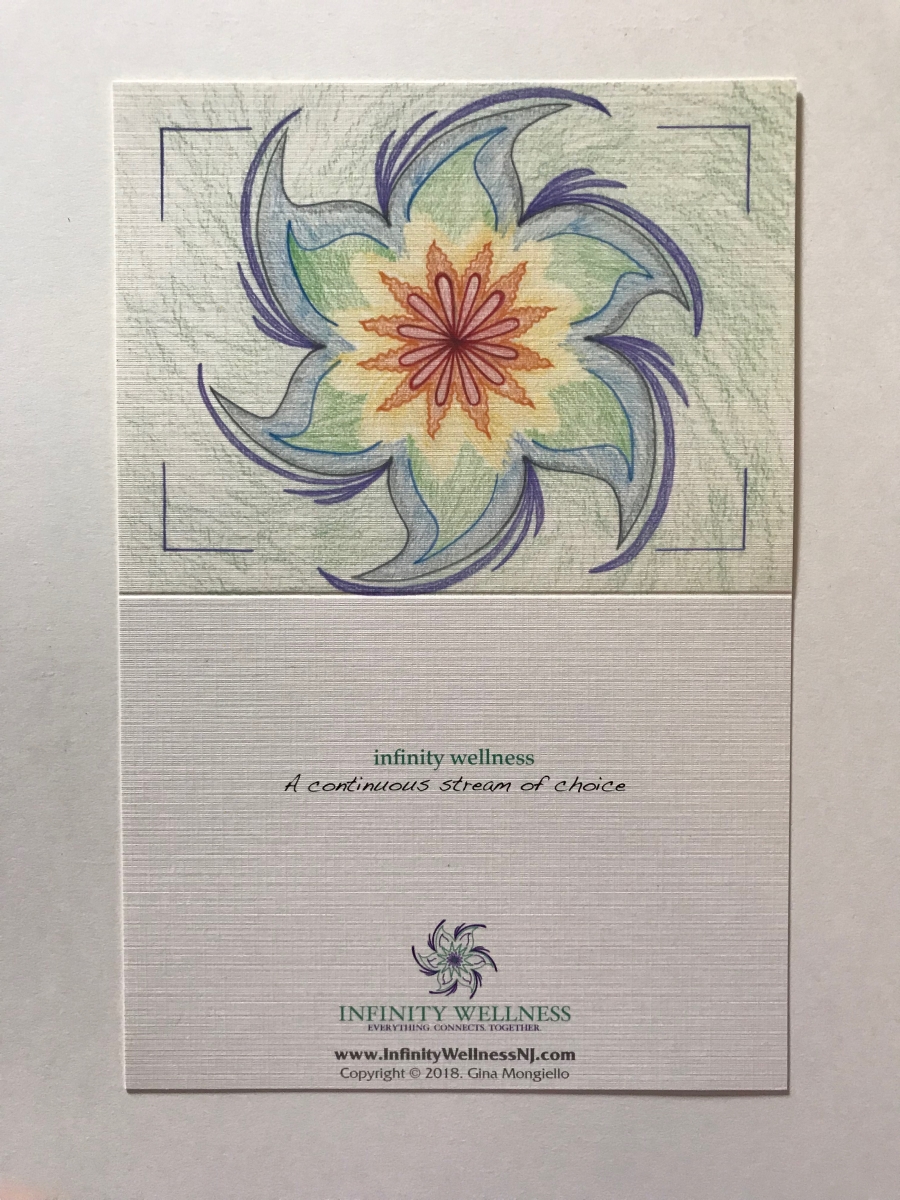 infinity wellness
A continuous stream of choice
INFINITY WELLNESS
EVERYTHING. CONNECTS. TOGETHER.
www.InfinityWellnessNJ.com
Copyright © 2018. Gina Mongiello